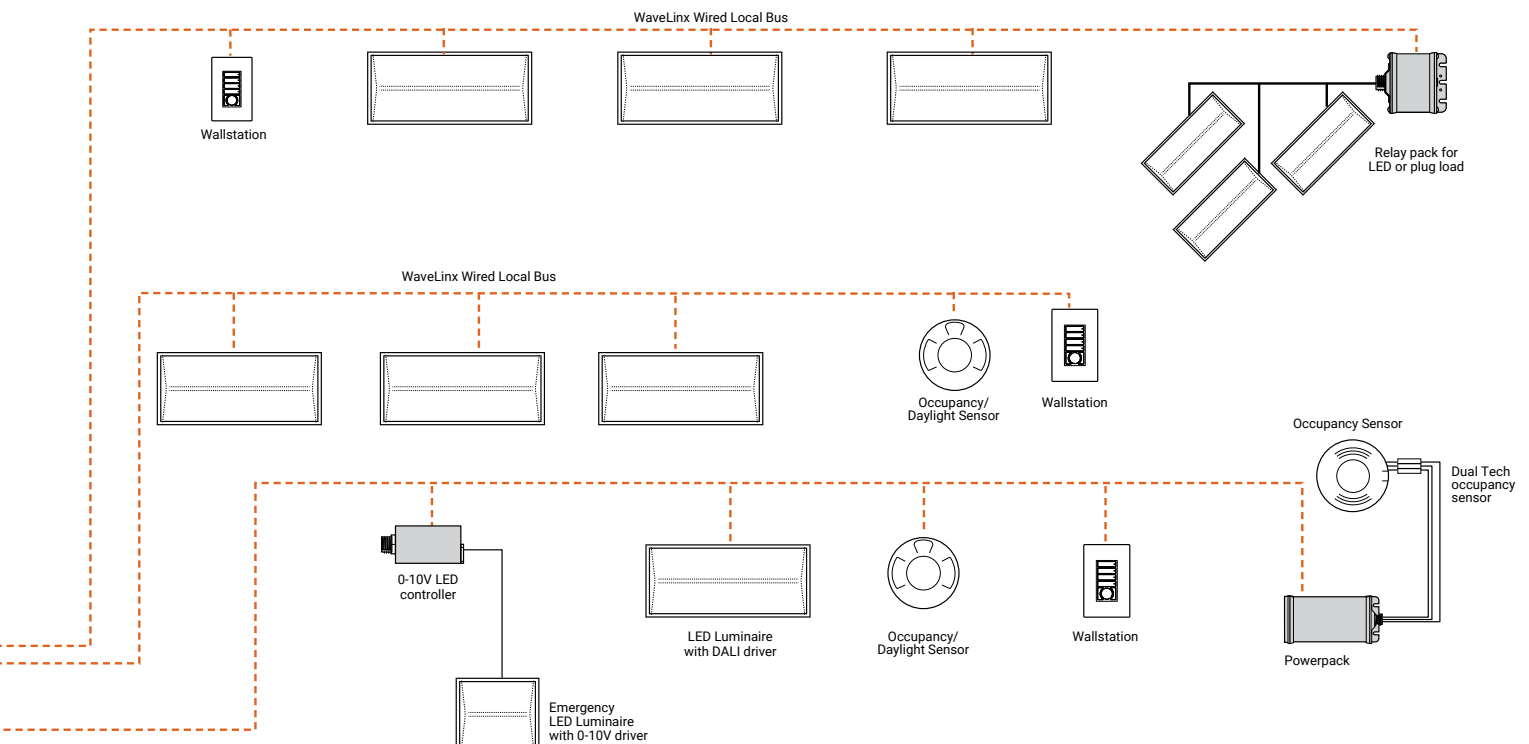 WaveLinx Wired Local Bus
Wallstation
Relay pack for
LED or plug load
WaveLinx Wired Local Bus
Occupancy/
Daylight Sensor
Wallstation
Occupancy Sensor
Dual Tech
occupancy
sensor
0-10V LED
controller
LED Luminaire
with DALI driver
Occupancy/
Daylight Sensor
Wallstation
Powerpack
Emergency
LED Luminaire
with 0-10V driver